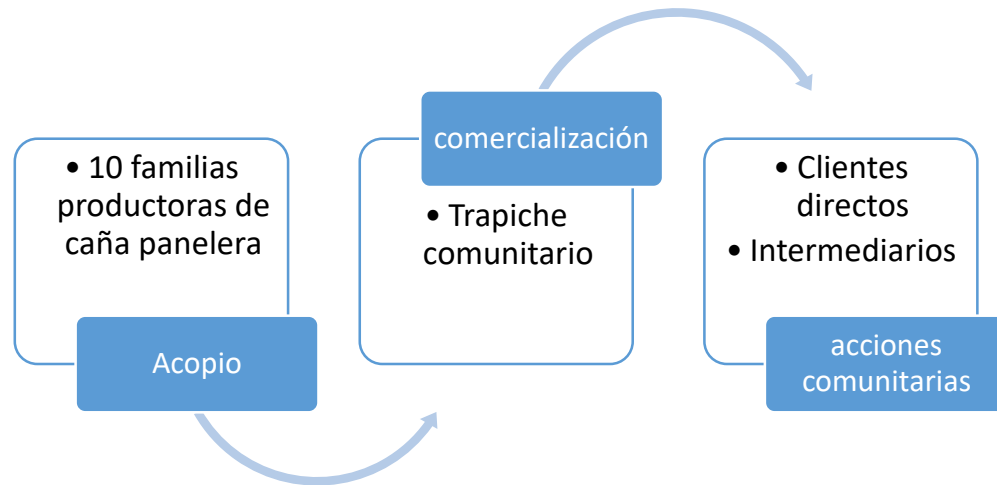 • 10 familias
productoras de
caña panelera
Acopio
comercialización
• Trapiche
comunitario
• Clientes
directos
• Intermediarios
acciones
comunitarias